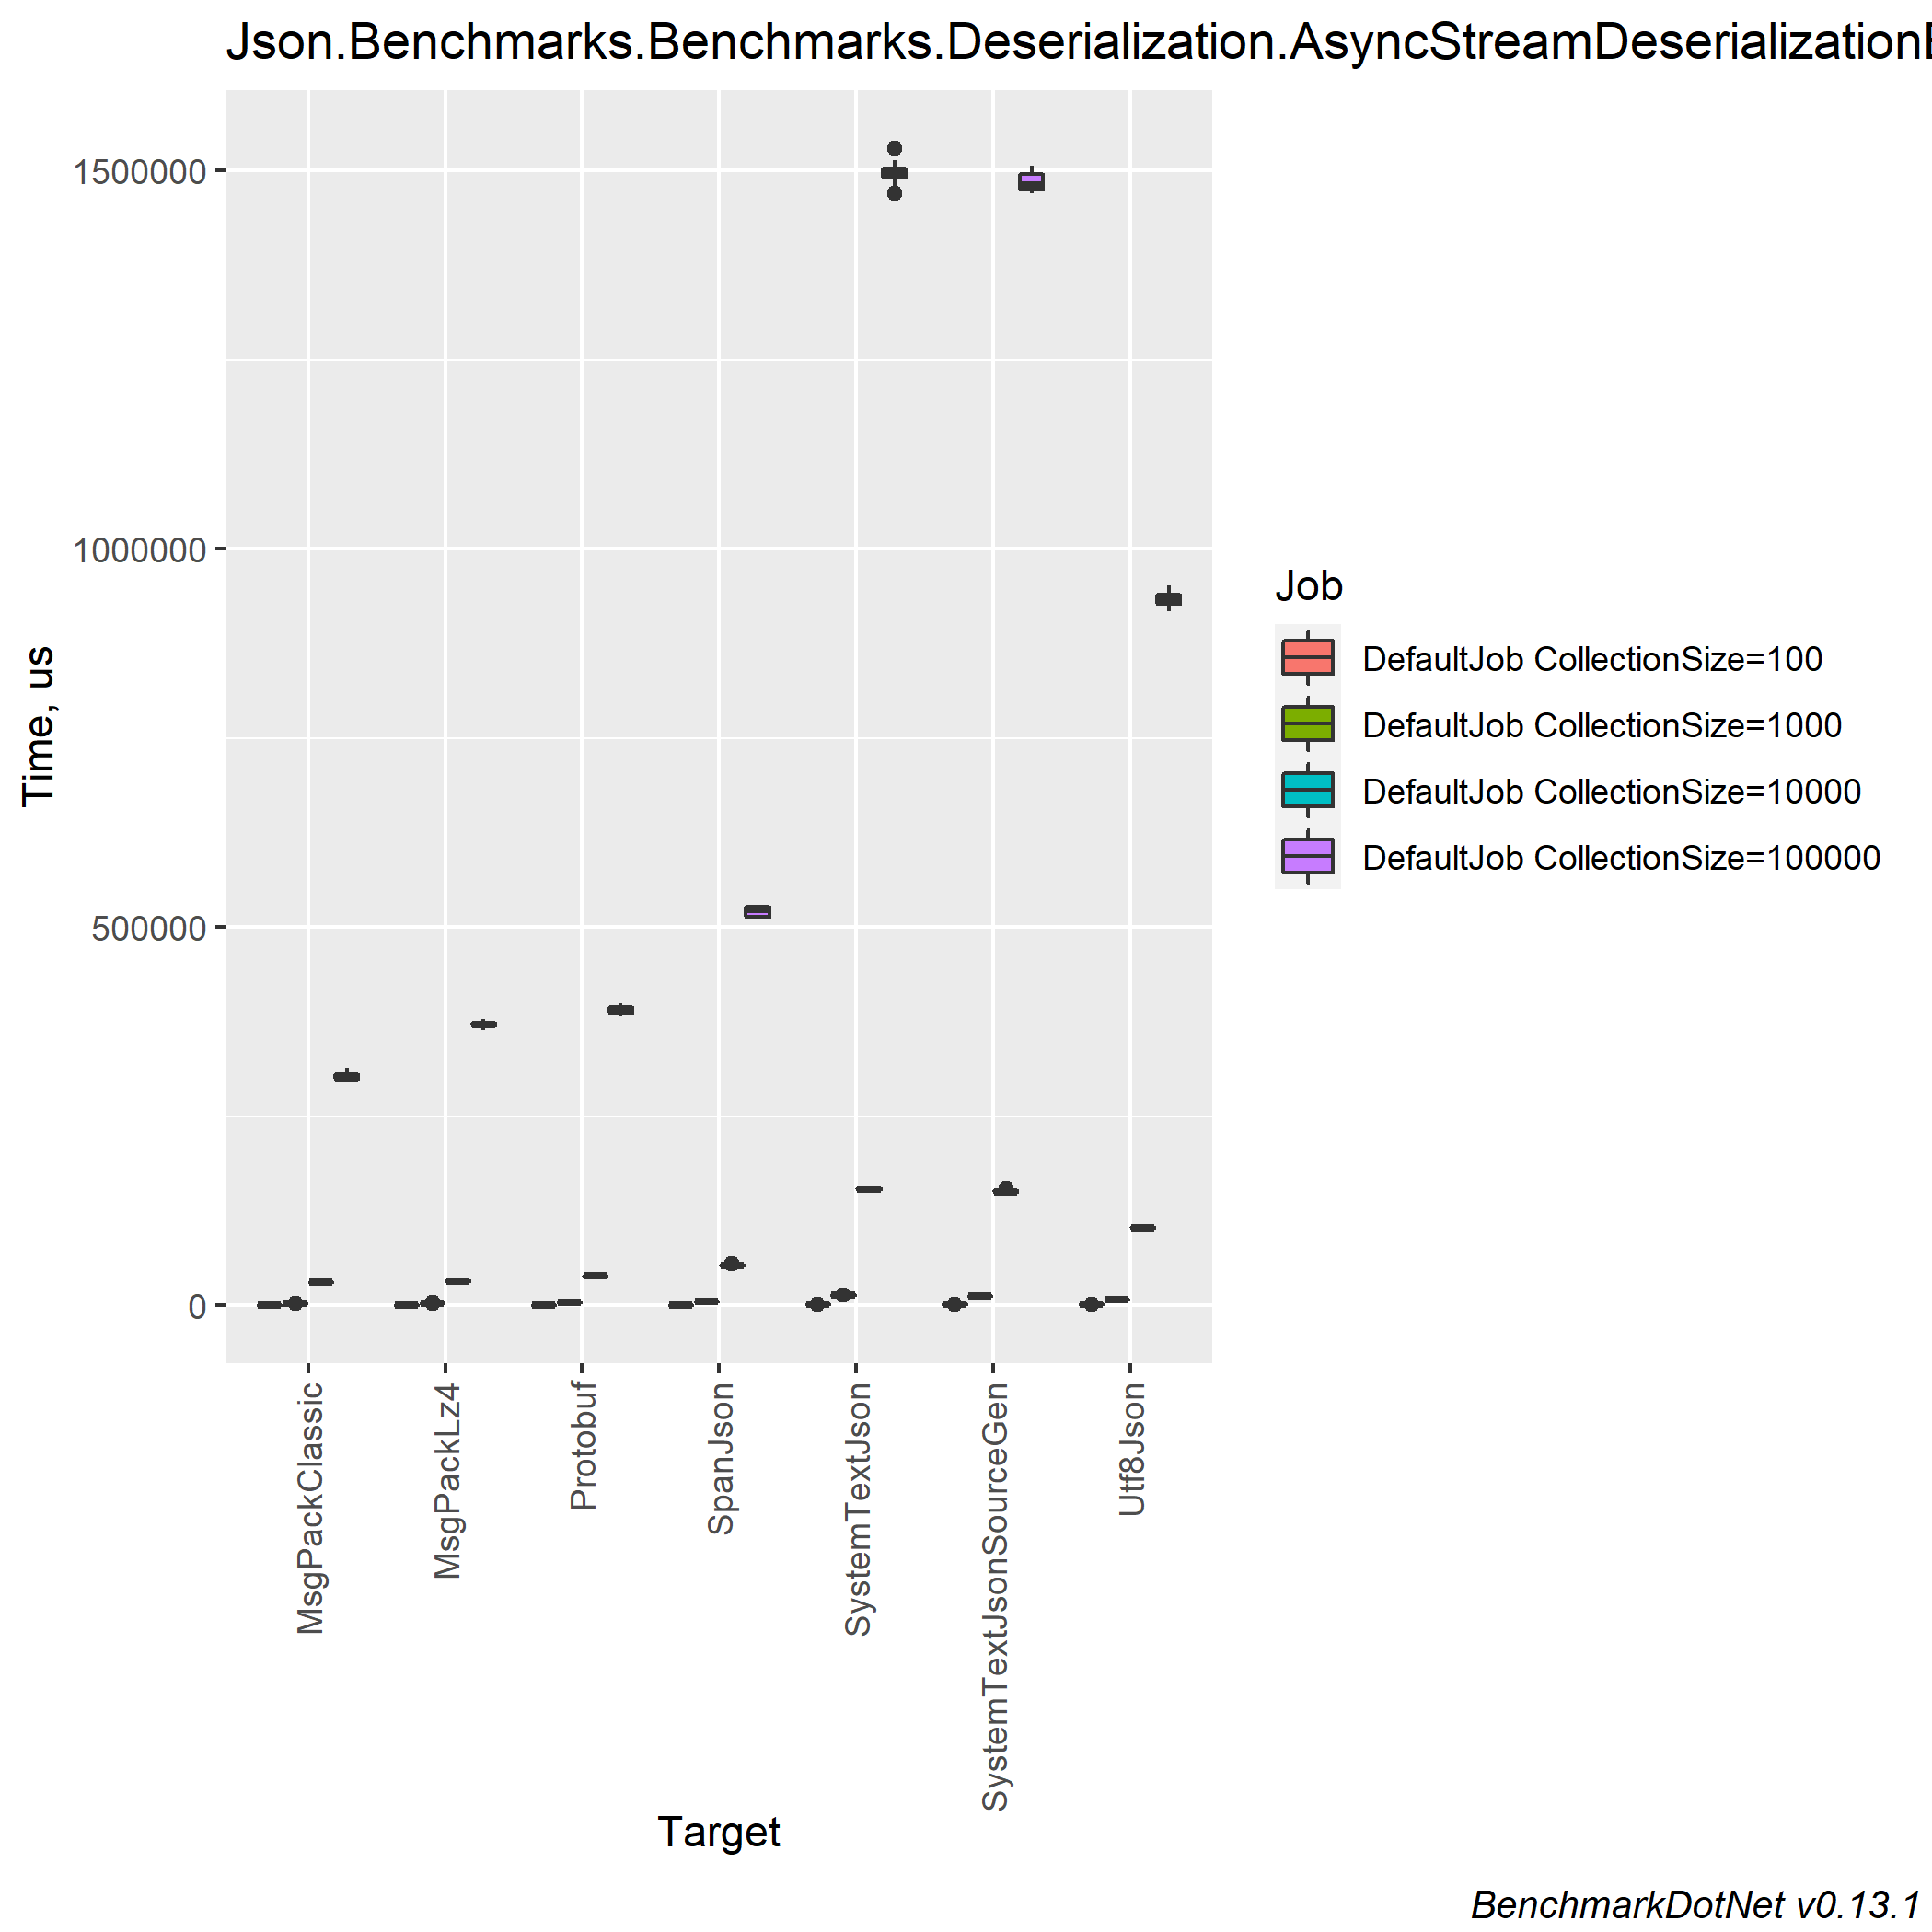 Json.Benchmarks.Benchmarks.Deserialization.AsyncStreamDeserialization
Time, us
1500000
1000000
500000
0
MsgPackClassic
MsgPackLz4
Protobuf
SpanJson
SystemTextJson
SystemTextJsonSourceGen
Utf8Json
Target
Job
DefaultJob CollectionSize=100
DefaultJob CollectionSize=1000
DefaultJob CollectionSize=10000
DefaultJob CollectionSize=100000
BenchmarkDotNet v0.13.1